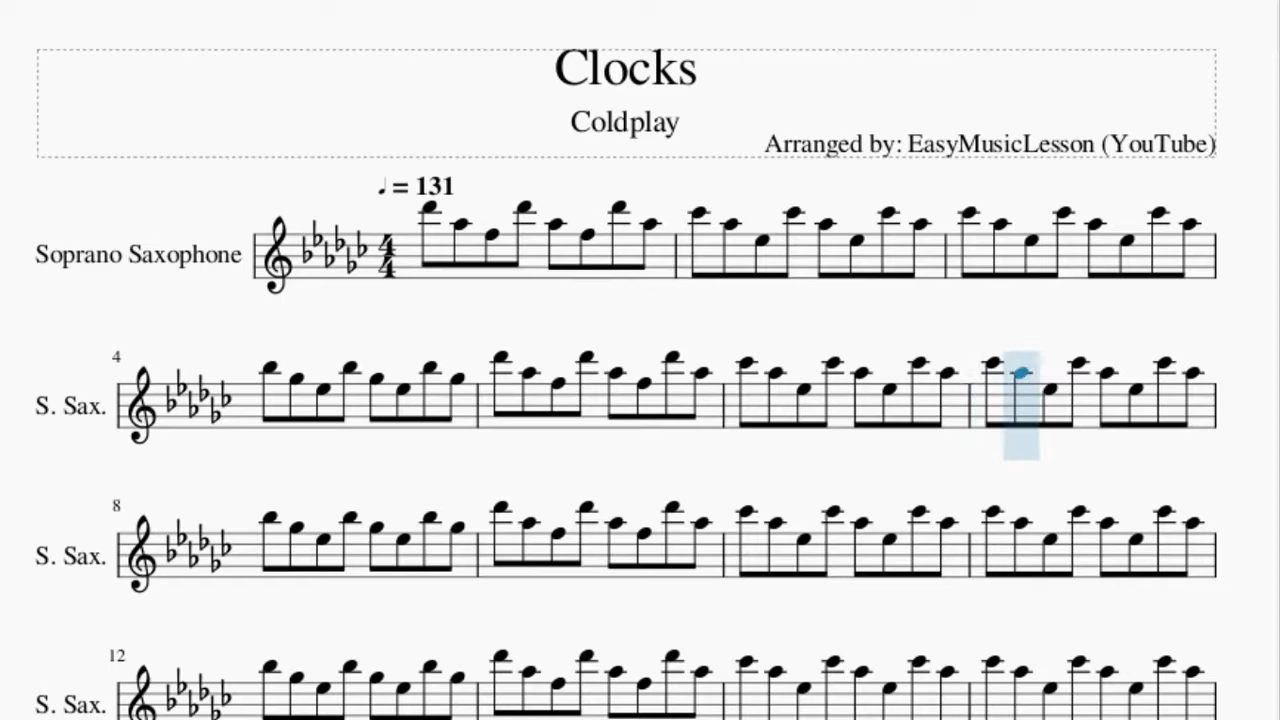 Clocks
Coldplay
Arranged by: EasyMusicLesson (YouTube)
♩ = 131
Soprano Saxophone
4
4
4
S. Sax.
8
S. Sax.
12
S. Sax.